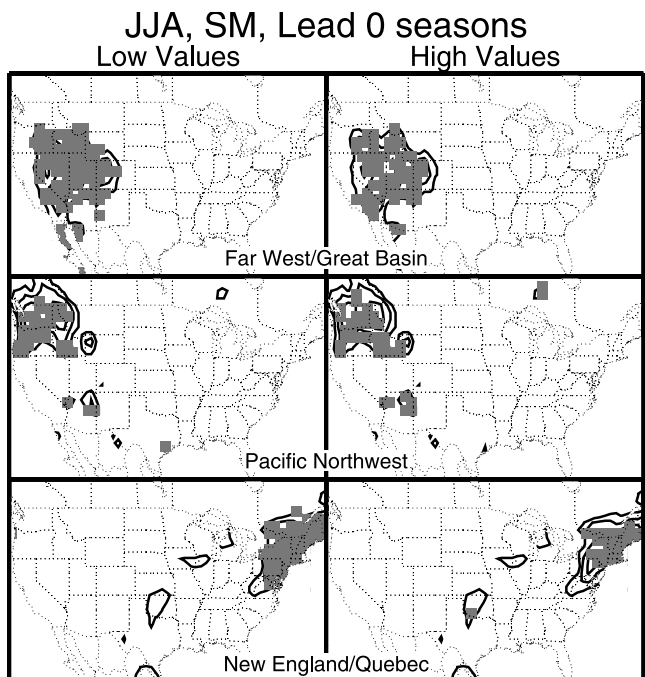 JJA, SM, Lead 0 seasons
Low Values
High Values
Far West/Great Basin
Pacific Northwest
New England/Quebec